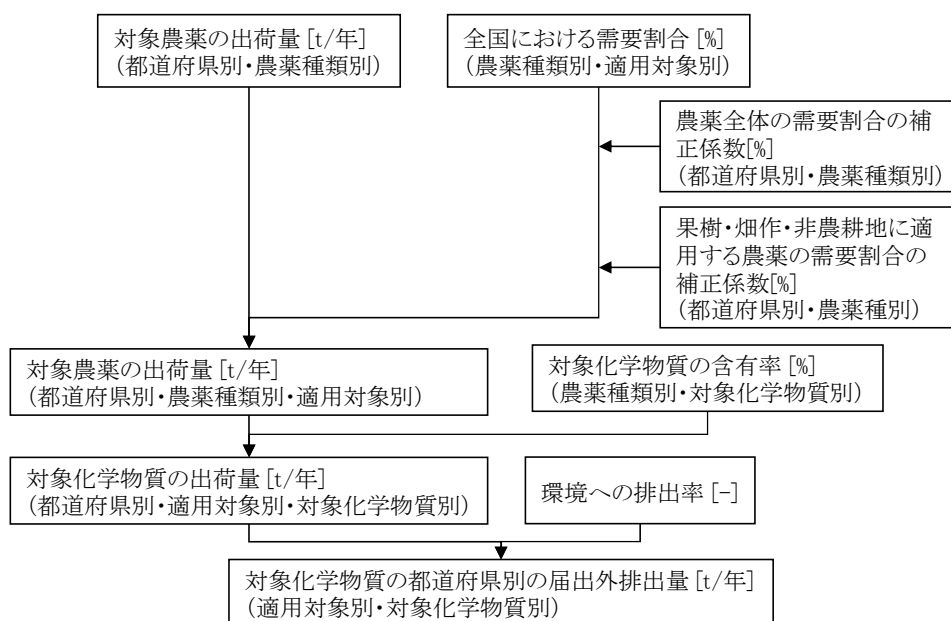 対象農薬の出荷量[t/年]
(都道府県別・農薬種類別)
全国における需要割合[%]
(農薬種類別・適用対象別)
農薬全体の需要割合の補
正係数[%]
(都道府県別・農薬種類別)
果樹・畑作・非農耕地に適
用する農薬の需要割合の
補正係数[%]
(都道府県別・農薬種別)
対象農薬の出荷量[t/年]
(都道府県別・農薬種類別・適用対象別)
対象化学物質の含有率[%]
(農薬種類別・対象化学物質別)
対象化学物質の出荷量[t/年]
(都道府県別・適用対象別・対象化学物質別)
環境への排出率[-]
対象化学物質の都道府県別の届出外排出量[t/年]
(適用対象別・対象化学物質別)